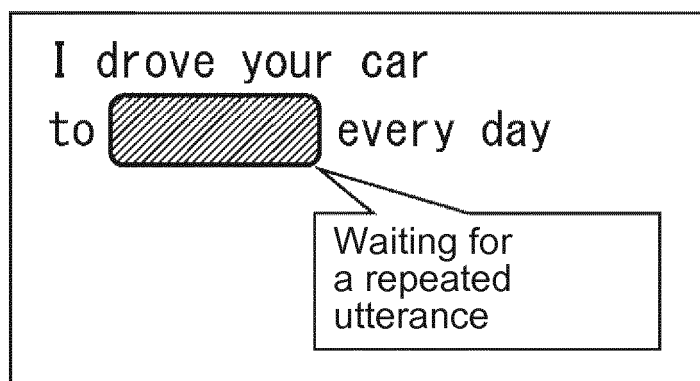 I drove your car
to every day
Waiting for
a repeated
utterance